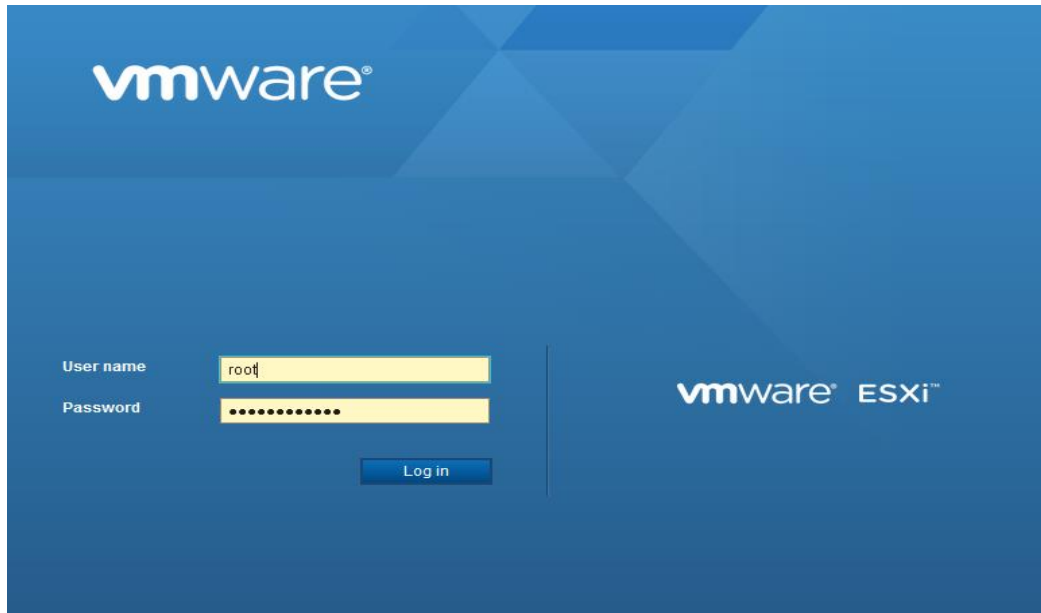 vmware®
User name
root
Password
••••••••••••
vmware® ESXi™
Log in